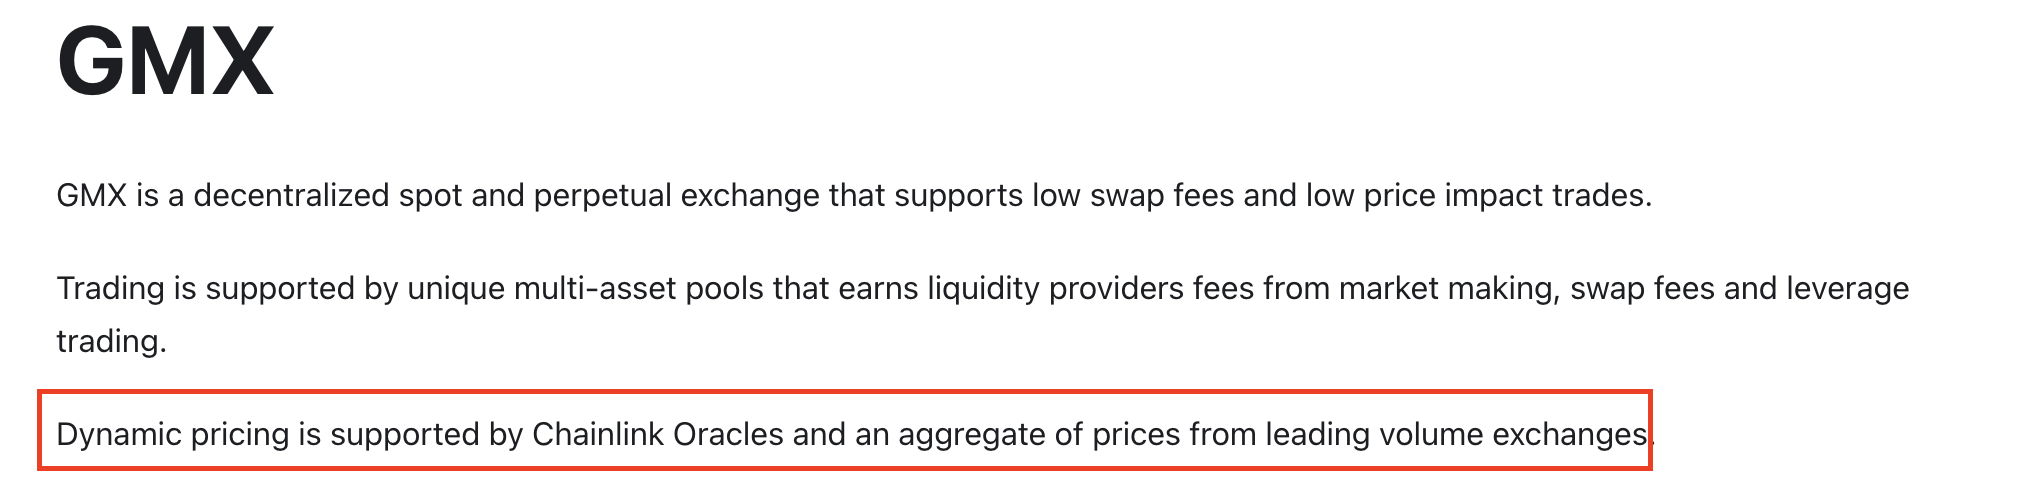 GMX
GMX is a decentralized spot and perpetual exchange that supports low swap fees and low price impact trades.
Trading is supported by unique multi-asset pools that earns liquidity providers fees from market making, swap fees and leverage
trading.
Dynamic pricing is supported by Chainlink Oracles and an aggregate of prices from leading volume exchanges.